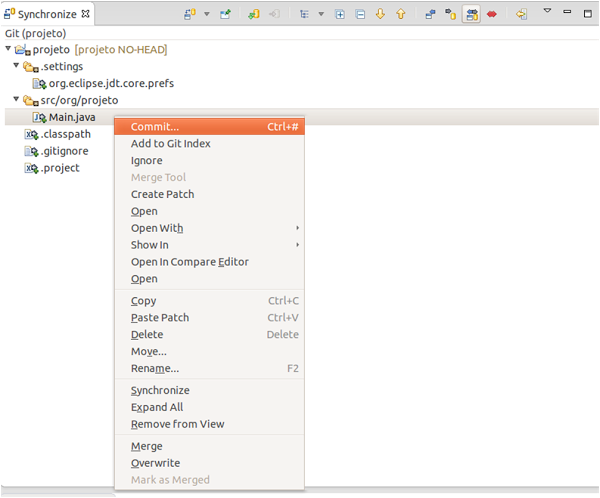 Synchronize
Git (projeto)
projeto [projeto NO-HEAD]
.settings
org.eclipse.jdt.core.prefs
src/org/projeto
Main.java
.classpath
.gitignore
.project
Commit... Ctrl+#
Add to Git Index
Ignore
Merge Tool
Create Patch
Open
Open With
Show In
Open In Compare Editor
Open
Copy Ctrl+C
Paste Patch Ctrl+V
Delete Delete
Move...
Rename... F2
Synchronize
Expand All
Remove from View
Merge
Overwrite
Mark as Merged